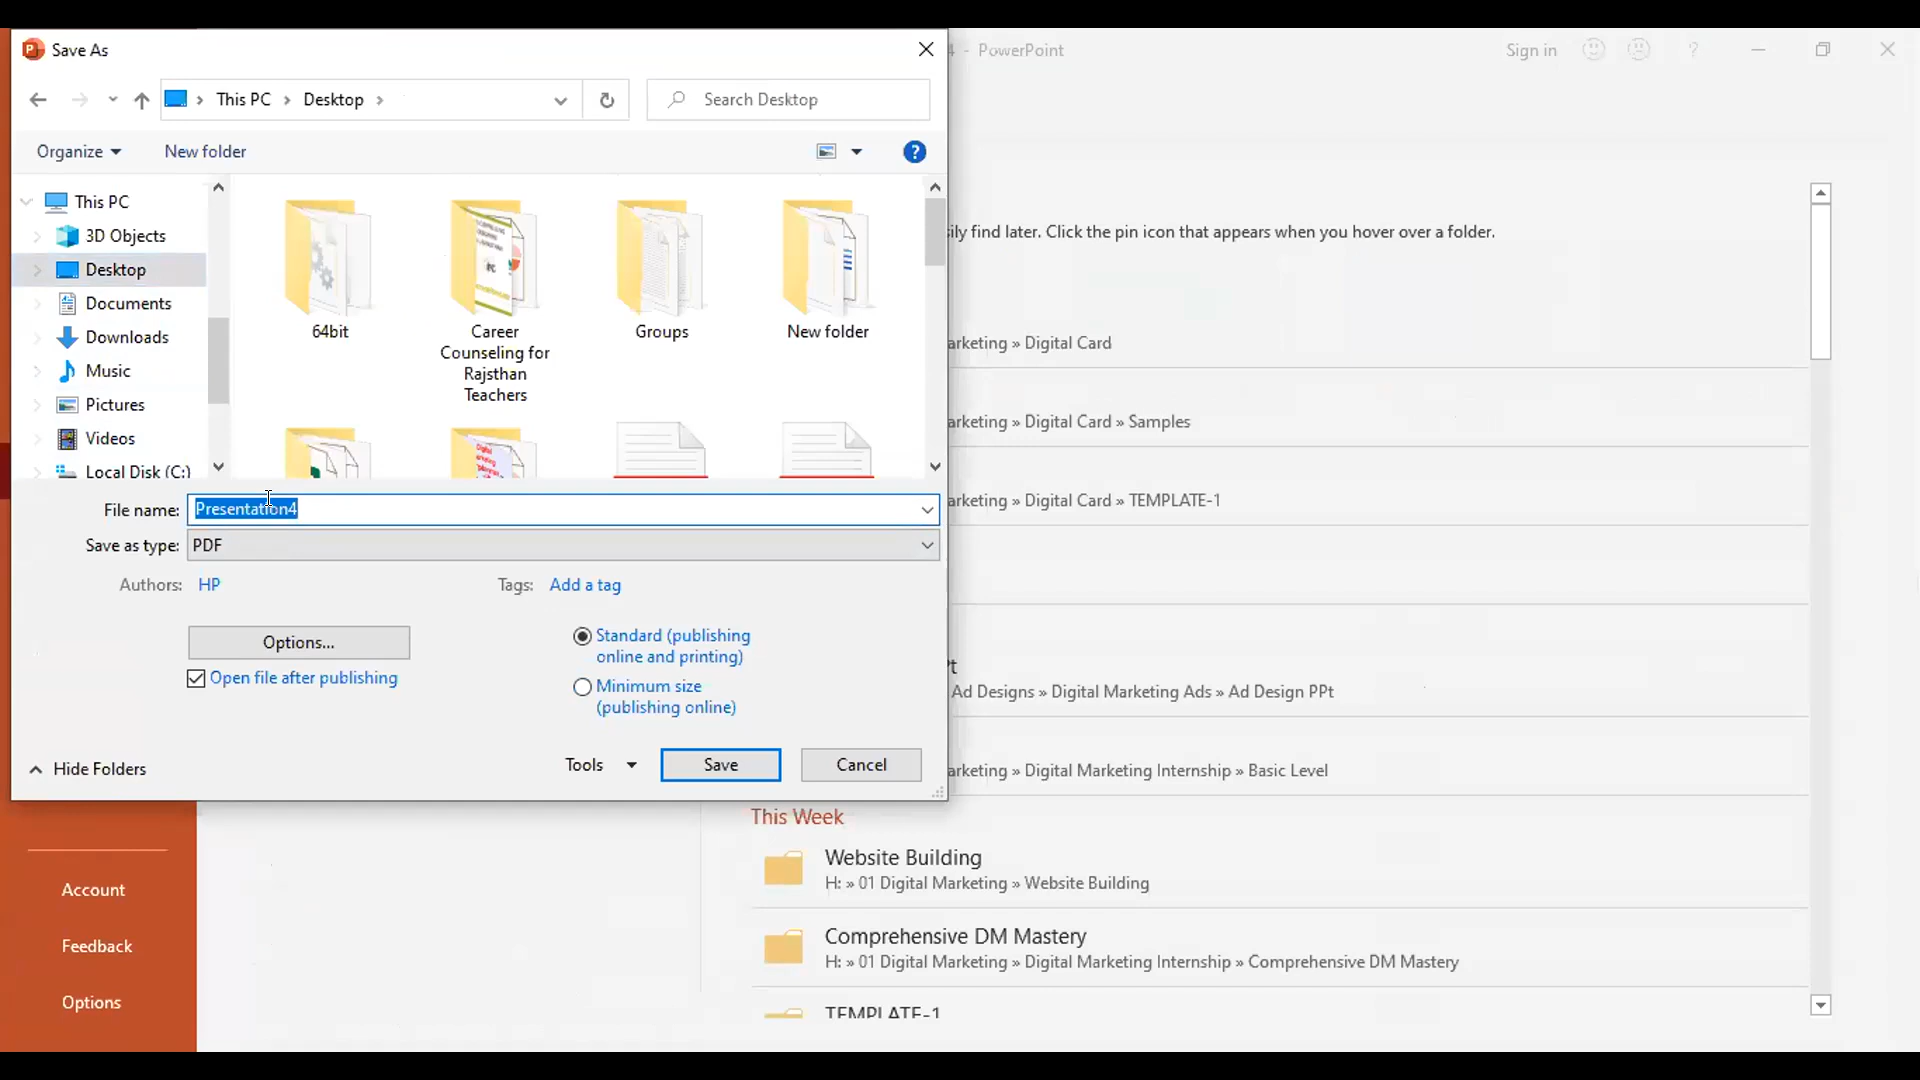 Save As
4 - PowerPoint
Sign in
?
This PC
Desktop
Search Desktop
Organize
New folder
?
This PC
3D Objects
Desktop
Documents
Downloads
Music
Pictures
Videos
Local Disk (C:)
64bit
Career
Counseling for
Rajsthan
Teachers
Groups
New folder
File name: Presentation4
Save as type: PDF
Authors: HP
Tags: Add a tag
Options...
Open file after publishing
Standard (publishing
online and printing)
Minimum size
(publishing online)
Hide Folders
Tools
Save
Cancel
ily find later. Click the pin icon that appears when you hover over a folder.
arketing » Digital Card
arketing » Digital Card » Samples
arketing » Digital Card » TEMPLATE-1
Pt
Ad Designs » Digital Marketing Ads » Ad Design PPt
arketing » Digital Marketing Internship » Basic Level
This Week
Website Building
H: » 01 Digital Marketing » Website Building
Comprehensive DM Mastery
H: » 01 Digital Marketing » Digital Marketing Internship » Comprehensive DM Mastery
TEMPLATE-1
Account
Feedback
Options